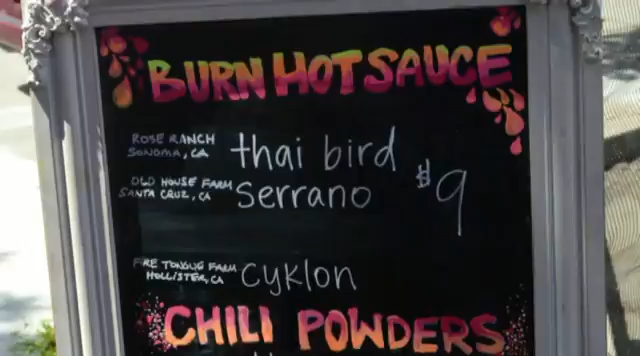 BURN HOT SAUCE
ROSE RANCH
SONOMA, CA
thai bird
OLD HOUSE FARM
SANTA CRUZ, CA
serrano
$9
FIRE TONGUE FARM
HOLLISTER, CA
cyklon
CHILI POWDERS